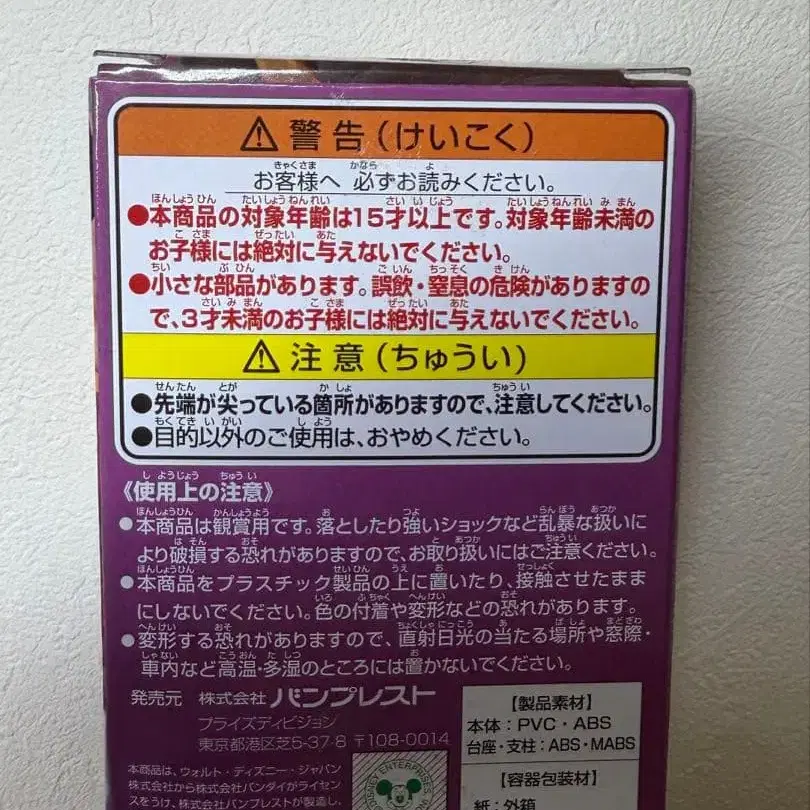 ⚠警告(けいこく)
お客様へ 必ずお読みください。
●本商品の対象年齢は15才以上です。対象年齢未満の
お子様には絶対に与えないでください。
●小さな部品があります。誤飲・窒息の危険がありますの
で、3才未満のお子様には絶対に与えないでください。
⚠注意(ちゅうい)
●先端が尖っている箇所がありますので、注意してください。
●目的以外のご使用は、おやめください。
《使用上の注意》
●本商品は観賞用です。落としたり強いショックなど乱暴な扱いに
より破損する恐れがありますので、お取り扱いにはご注意ください。
●本商品をプラスチック製品の上に置いたり、接触させたまま
にしないでください。色の付着や変形などの恐れがあります。
●変形する恐れがありますので、直射日光の当たる場所や窓際・
車内など高温・多湿のところには置かないでください。
発売元 株式会社 バンプレスト
プライズディビジョン
東京都港区芝5-37-8 〒108-0014
本商品は、ウォルト・ディズニー・ジャパン
株式会社から株式会社バンダイがライセン
スをうけ、株式会社バンプレストが製造し、
DISNEY ENTERPRISES
【製品素材】
本体：PVC・ABS
台座・支柱：ABS・MABS
【容器包装材】
紙：外箱